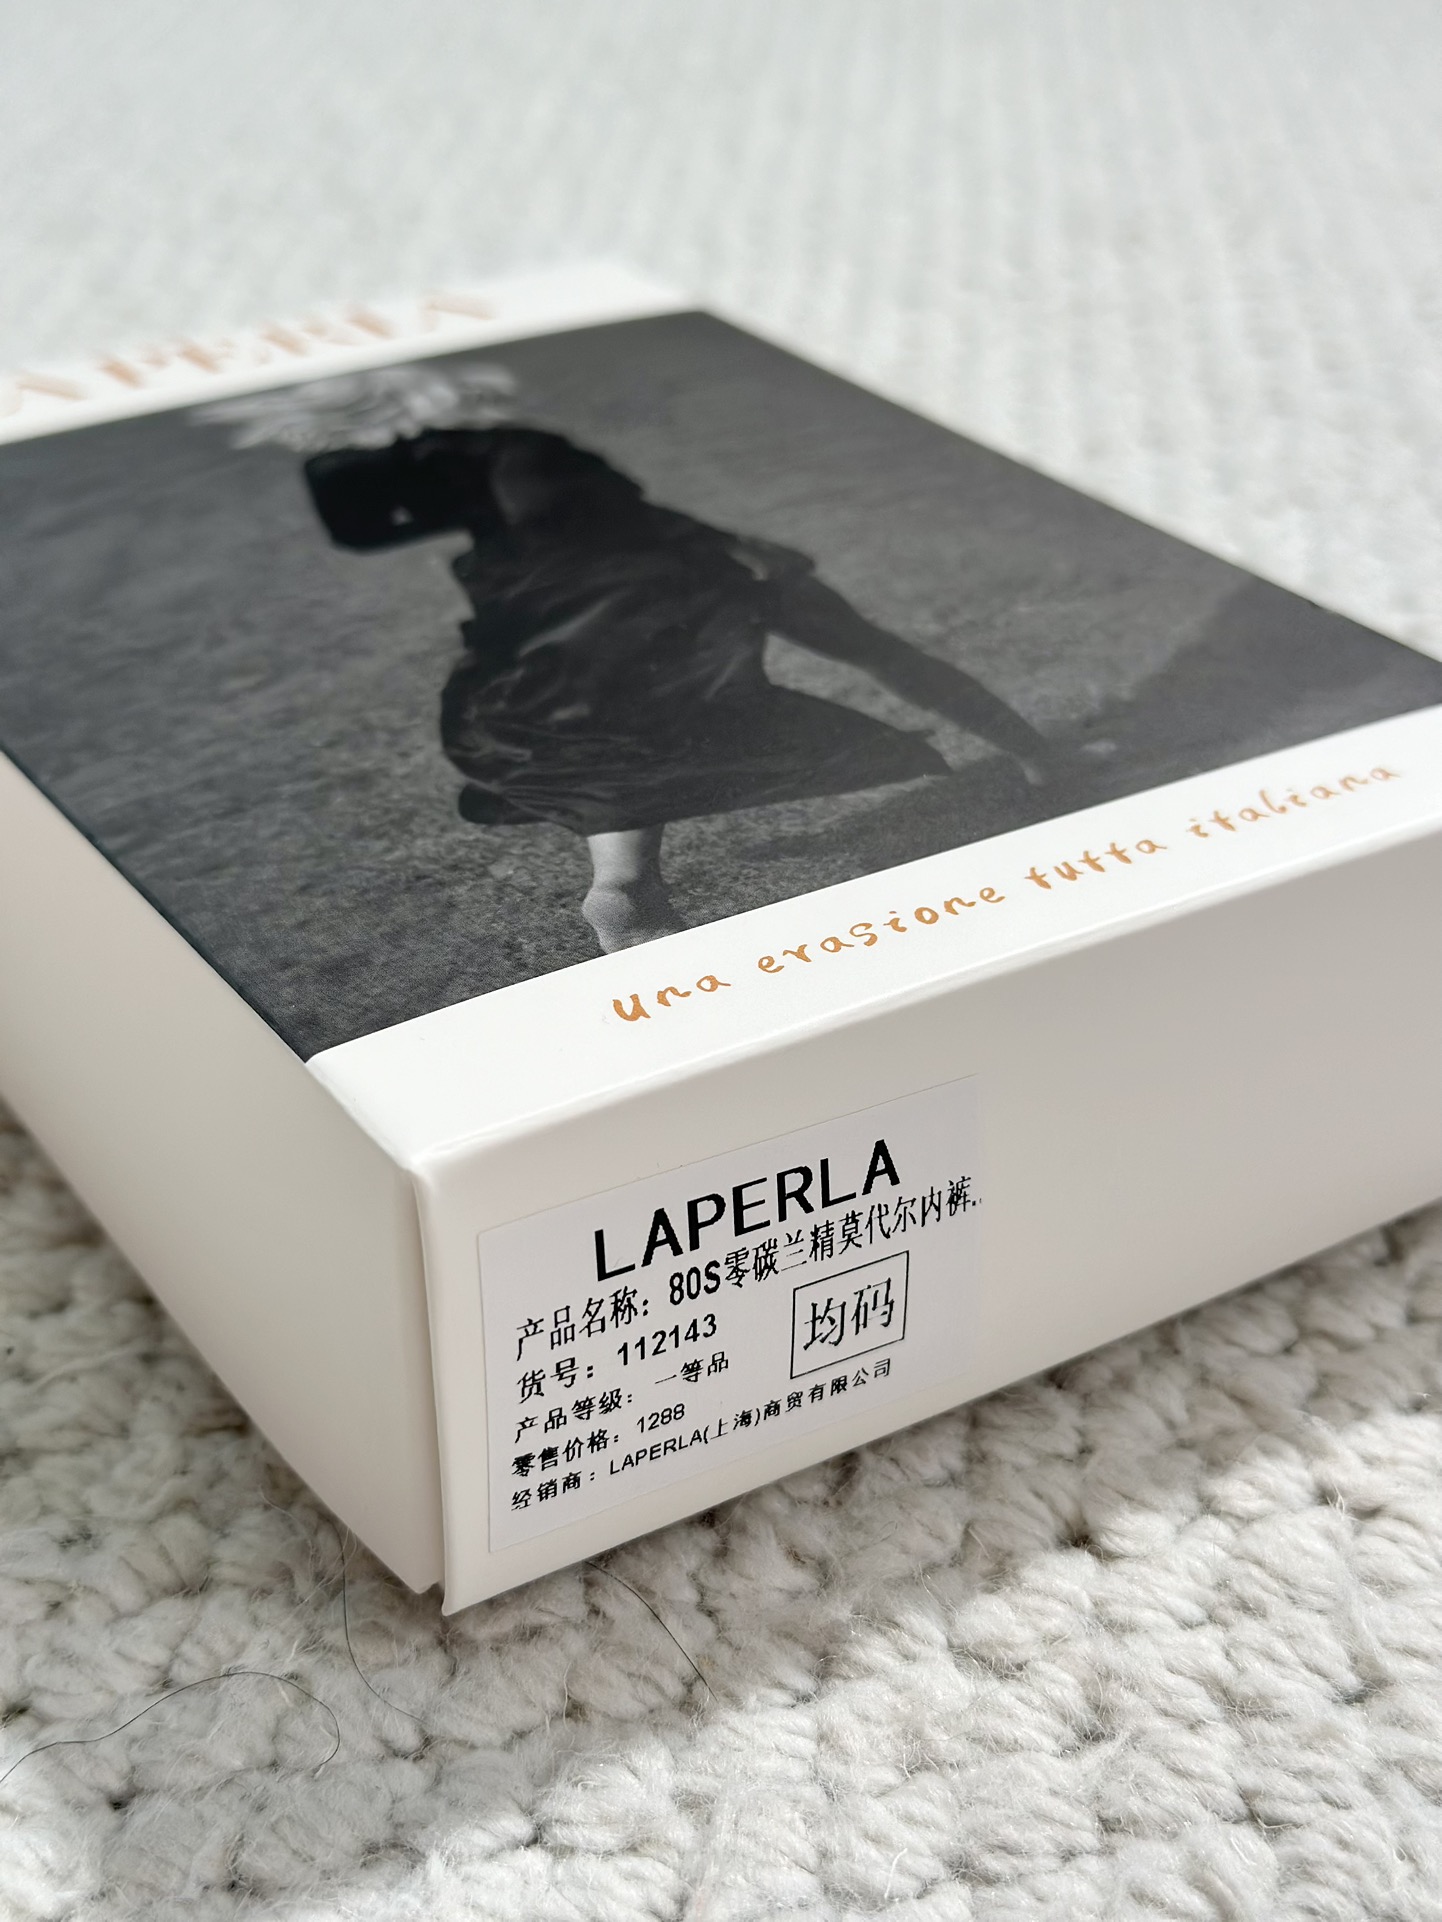 APERLA
una erasione tutta italiana
LAPERLA
产品名称：80S零碳兰精莫代尔内裤..
货号：112143
均码
产品等级：一等品
零售价格：1288
经销商：LAPERLA(上海)商贸有限公司